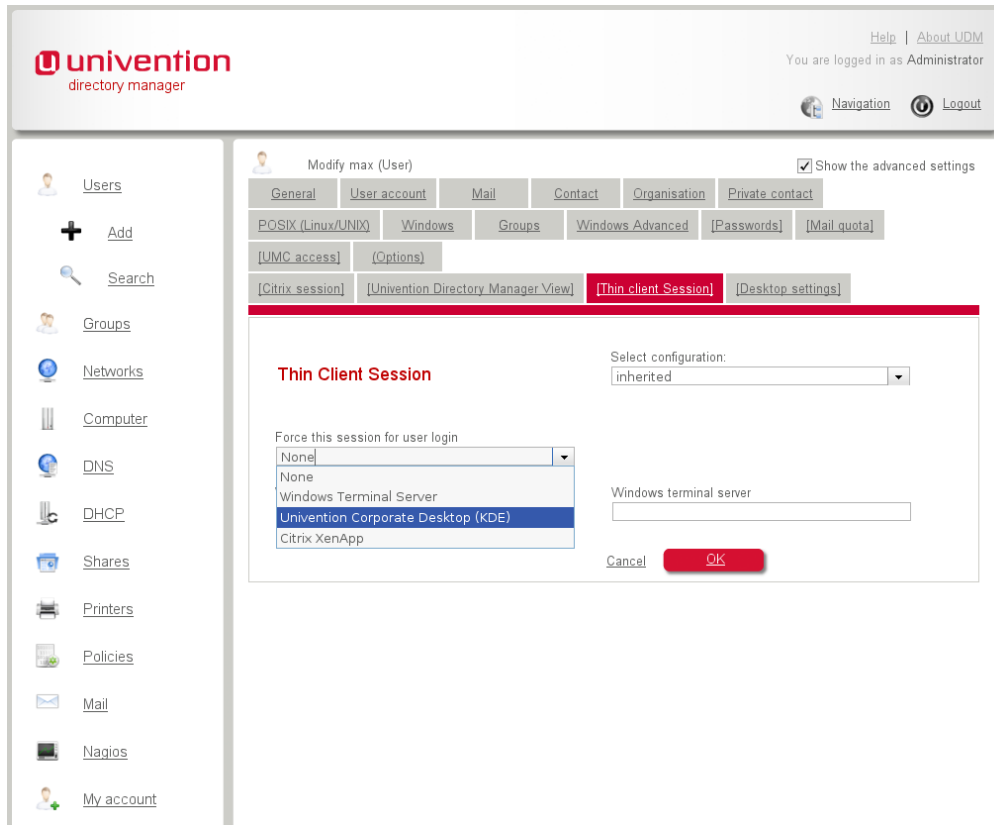 Help | About UDM
univention
directory manager
You are logged in as Administrator
Navigation Logout
Users
Add
Search
Groups
Networks
Computer
DNS
DHCP
Shares
Printers
Policies
Mail
Nagios
My account
Modify max (User)
Show the advanced settings
General User account Mail Contact Organisation Private contact
POSIX (Linux/UNIX) Windows Groups Windows Advanced [Passwords] [Mail quota]
[UMC access] (Options)
[Citrix session] [Univention Directory Manager View] [Thin client Session] [Desktop settings]
Thin Client Session
Select configuration:
inherited
Force this session for user login
None
None
Windows Terminal Server
Univention Corporate Desktop (KDE)
Citrix XenApp
Windows terminal server
Cancel OK